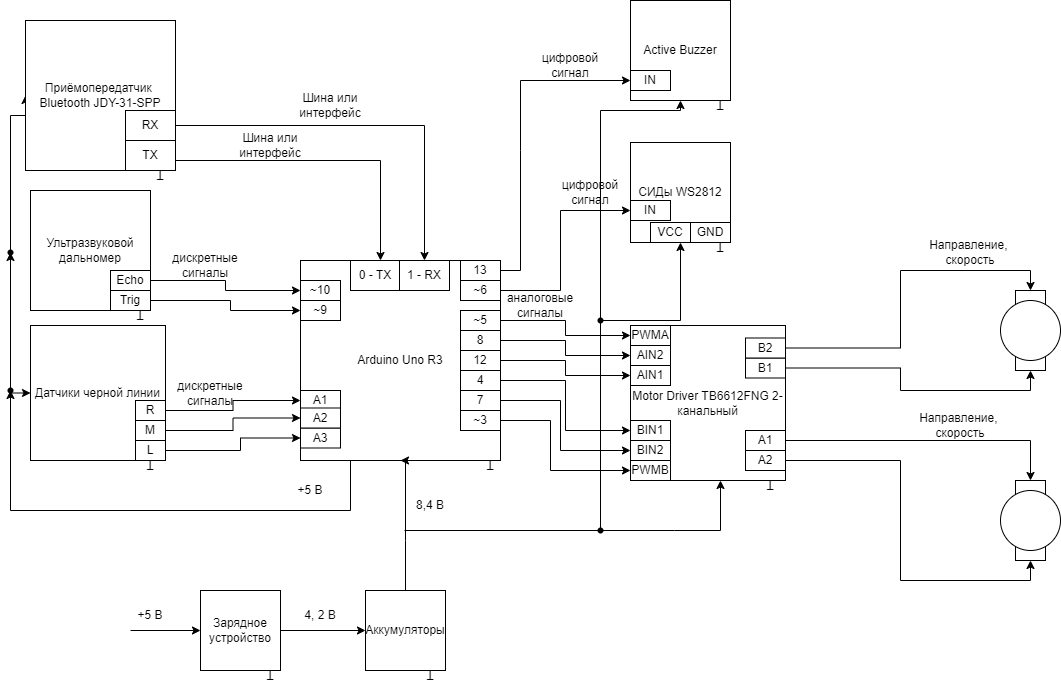 Приёмопередатчик
Bluetooth JDY-31-SPP
RX
TX
Шина или
интерфейс
Шина или
интерфейс
Ультразвуковой
дальномер
Echo
Trig
дискретные
сигналы
Датчики черной линии
R
M
L
дискретные
сигналы
0 - TX
1 - RX
13
~6
~10
~9
Arduino Uno R3
~5
8
12
4
7
~3
A1
A2
A3
цифровой
сигнал
Active Buzzer
IN
цифровой
сигнал
СИДы WS2812
IN
VCC
GND
аналоговые
сигналы
PWMA
AIN2
AIN1
Motor Driver TB6612FNG 2-
канальный
BIN1
BIN2
PWMB
B2
B1
A1
A2
Направление,
скорость
Направление,
скорость
+5 В
8,4 В
+5 В
Зарядное
устройство
4, 2 В
Аккумуляторы